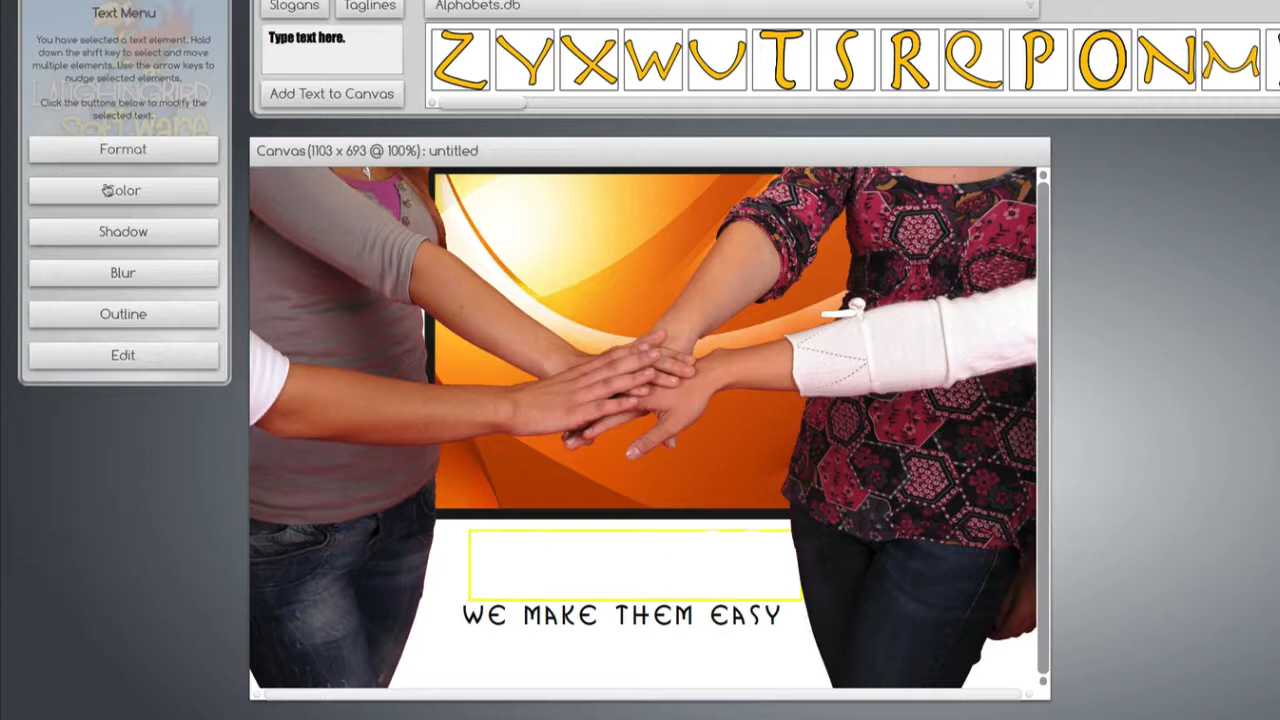 Text Menu
You have selected a text element. Hold
down the shift key to select and move
multiple elements. Use the arrow keys to
nudge selected elements.
Click the buttons below to modify the
selected text.
LAUGHINGBIRD
Software
Format
Color
Shadow
Blur
Outline
Edit
Slogans
Taglines
Type text here.
Add Text to Canvas
Alphabets.db
Z Y X W U T S R Q P O N M
Canvas (1103 x 693 @ 100%) : untitled
WE MAKE THEM EASY